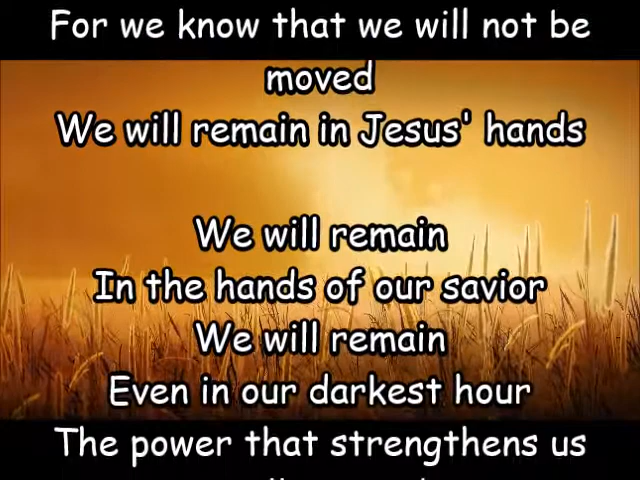 For we know that we will not be
moved
We will remain in Jesus' hands
We will remain
In the hands of our savior
We will remain
Even in our darkest hour
The power that strengthens us